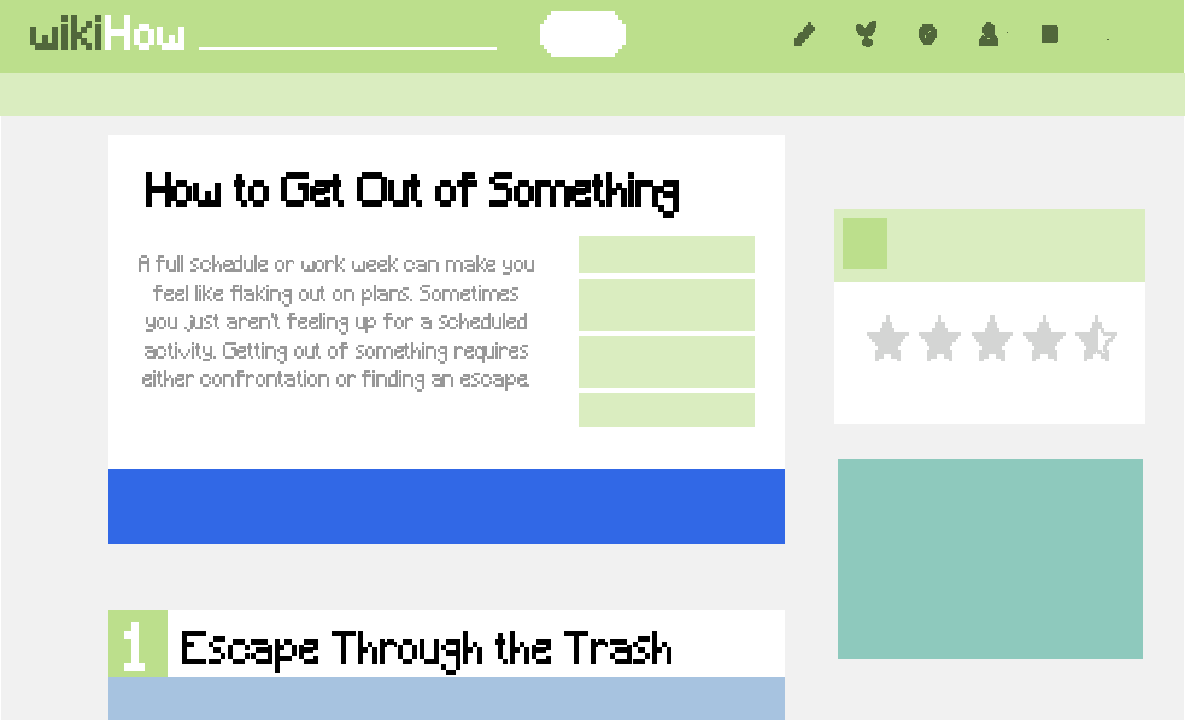 wikiHow
How to Get Out of Something
A full schedule or work week can make you
feel like flaking out on plans. Sometimes
you just aren't feeling up for a scheduled
activity. Getting out of something requires
either confrontation or finding an escape.
1 Escape Through the Trash